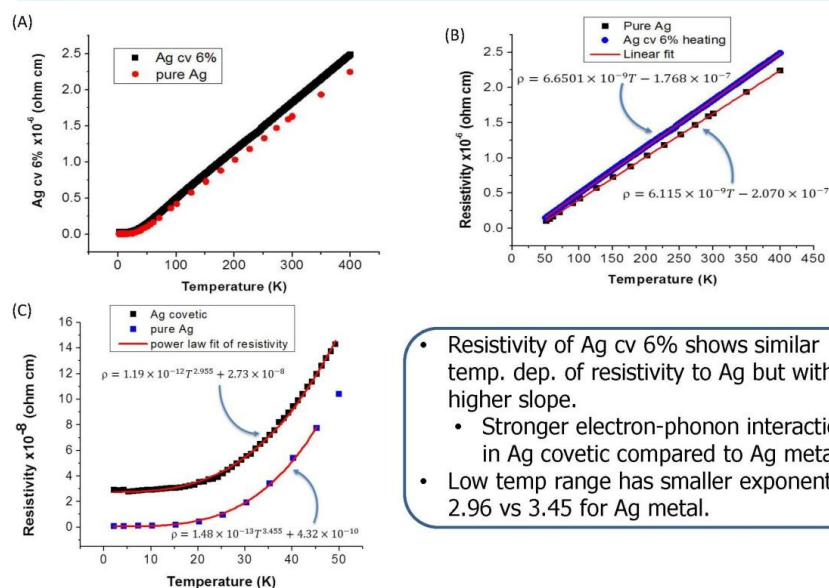 (A)
Ag cv 6%
pure Ag
Ag cv 6% x10⁻⁶ (ohm cm)
2.5
2.0
1.5
1.0
0.5
0.0
0
100
200
300
400
Temperature (K)
(B)
Pure Ag
Ag cv 6% heating
Linear fit
Resistivity x10⁻⁶ (ohm cm)
2.5
2.0
1.5
1.0
0.5
0.0
ρ = 6.6501 × 10⁻⁹T − 1.768 × 10⁻⁷
ρ = 6.115 × 10⁻⁹T − 2.070 × 10⁻⁷
0 50 100 150 200 250 300 350 400 450
Temperature (K)
(C)
Ag covetic
pure Ag
power law fit of resistivity
Resistivity x10⁻⁸ (ohm cm)
16
14
12
10
8
6
4
2
0
ρ = 1.19 × 10⁻¹²T²·⁹⁵⁵ + 2.73 × 10⁻⁸
ρ = 1.48 × 10⁻¹³T³·⁴⁵⁵ + 4.32 × 10⁻¹⁰
0 10 20 30 40 50
Temperature (K)
• Resistivity of Ag cv 6% shows similar
temp. dep. of resistivity to Ag but with
higher slope.
• Stronger electron-phonon interactio
in Ag covetic compared to Ag meta
• Low temp range has smaller exponent
2.96 vs 3.45 for Ag metal.